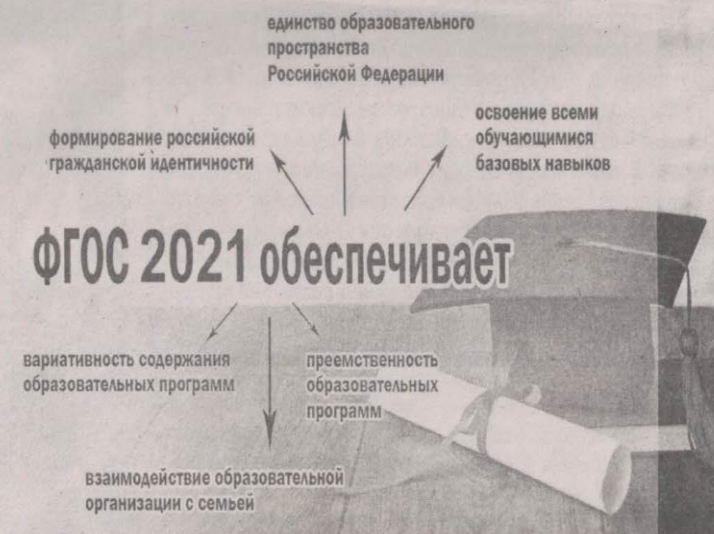 единство образовательного
пространства
Российской Федерации
формирование российской
гражданской идентичности
освоение всеми
обучающимися
базовых навыков
ФГОС 2021 обеспечивает
вариативность содержания
образовательных программ
преемственность
образовательных
программ
взаимодействие образовательной
организации с семьей